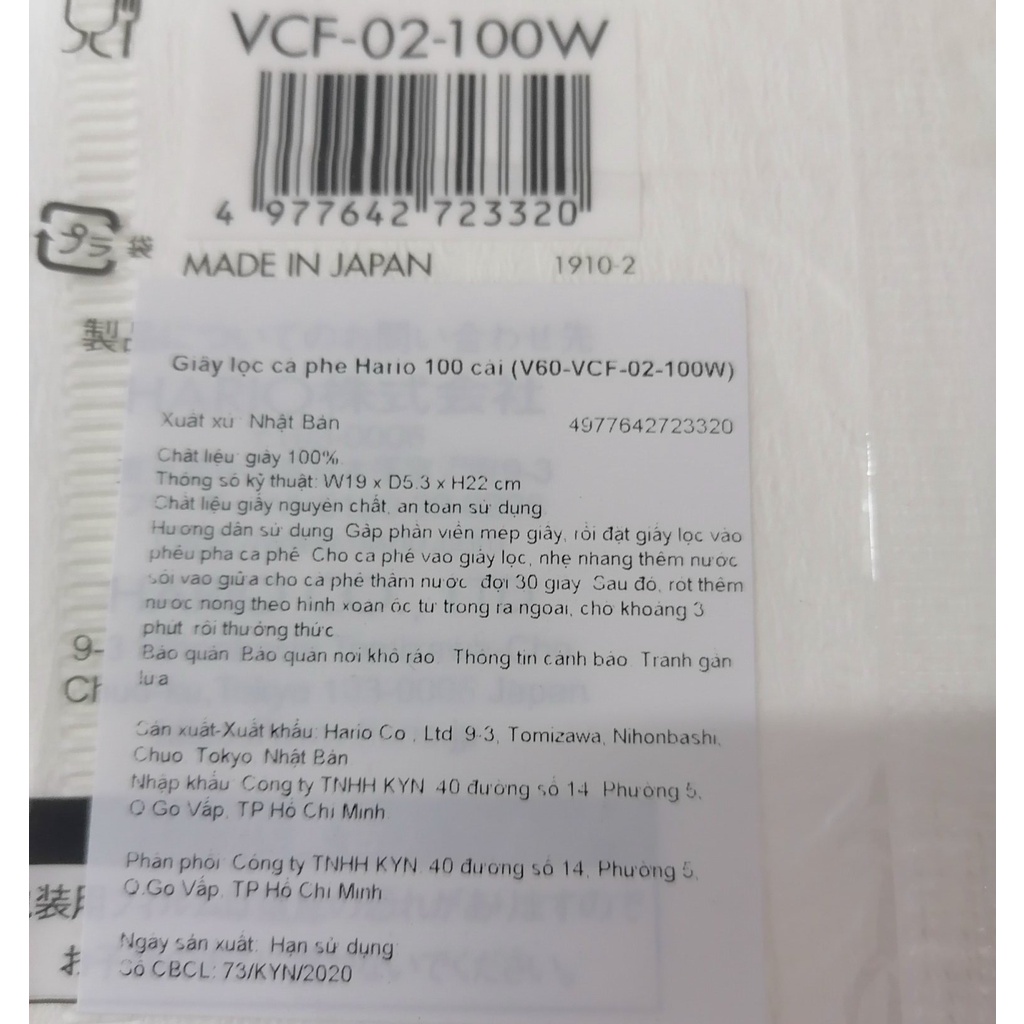 VCF-02-100W
4 977642 723320
プラ 袋
MADE IN JAPAN 1910-2
Giấy lọc cà phê Hario 100 cái (V60-VCF-02-100W)
Xuất xứ: Nhật Bản 4977642723320
Chất liệu: giấy 100%
Thông số kỹ thuật: W19 x D5.3 x H22 cm
Chất liệu giấy nguyên chất, an toàn sử dụng
Hướng dẫn sử dụng: Gấp phần viền mép giấy, rồi đặt giấy lọc vào
phễu pha cà phê. Cho cà phê vào giấy lọc, nhẹ nhàng thêm nước
sôi vào giữa cho cà phê thấm nước, đợi 30 giây. Sau đó, rót thêm
nước nóng theo hình xoắn ốc từ trong ra ngoài, chờ khoảng 3
phút rồi thưởng thức
Bảo quản: Bảo quản nơi khô ráo. Thông tin cảnh báo: Tránh gần
lửa
Sản xuất-Xuất khẩu: Hario Co., Ltd. 9-3, Tomizawa, Nihonbashi,
Chuo, Tokyo, Nhật Bản
Nhập khẩu: Công ty TNHH KYN. 40 đường số 14, Phường 5,
Q.Gò Vấp, TP Hồ Chí Minh
Phân phối: Công ty TNHH KYN. 40 đường số 14, Phường 5,
Q.Gò Vấp, TP Hồ Chí Minh
Ngày sản xuất: Hạn sử dụng
Số CBCL: 73/KYN/2020